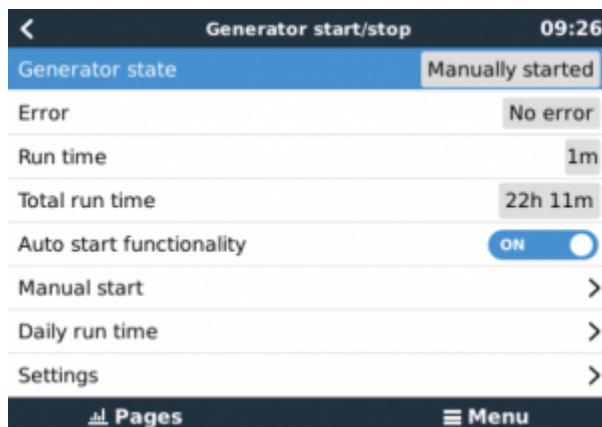 Generator start/stop 09:26
Generator state Manually started
Error No error
Run time 1m
Total run time 22h 11m
Auto start functionality ON
Manual start
Daily run time
Settings
Pages Menu